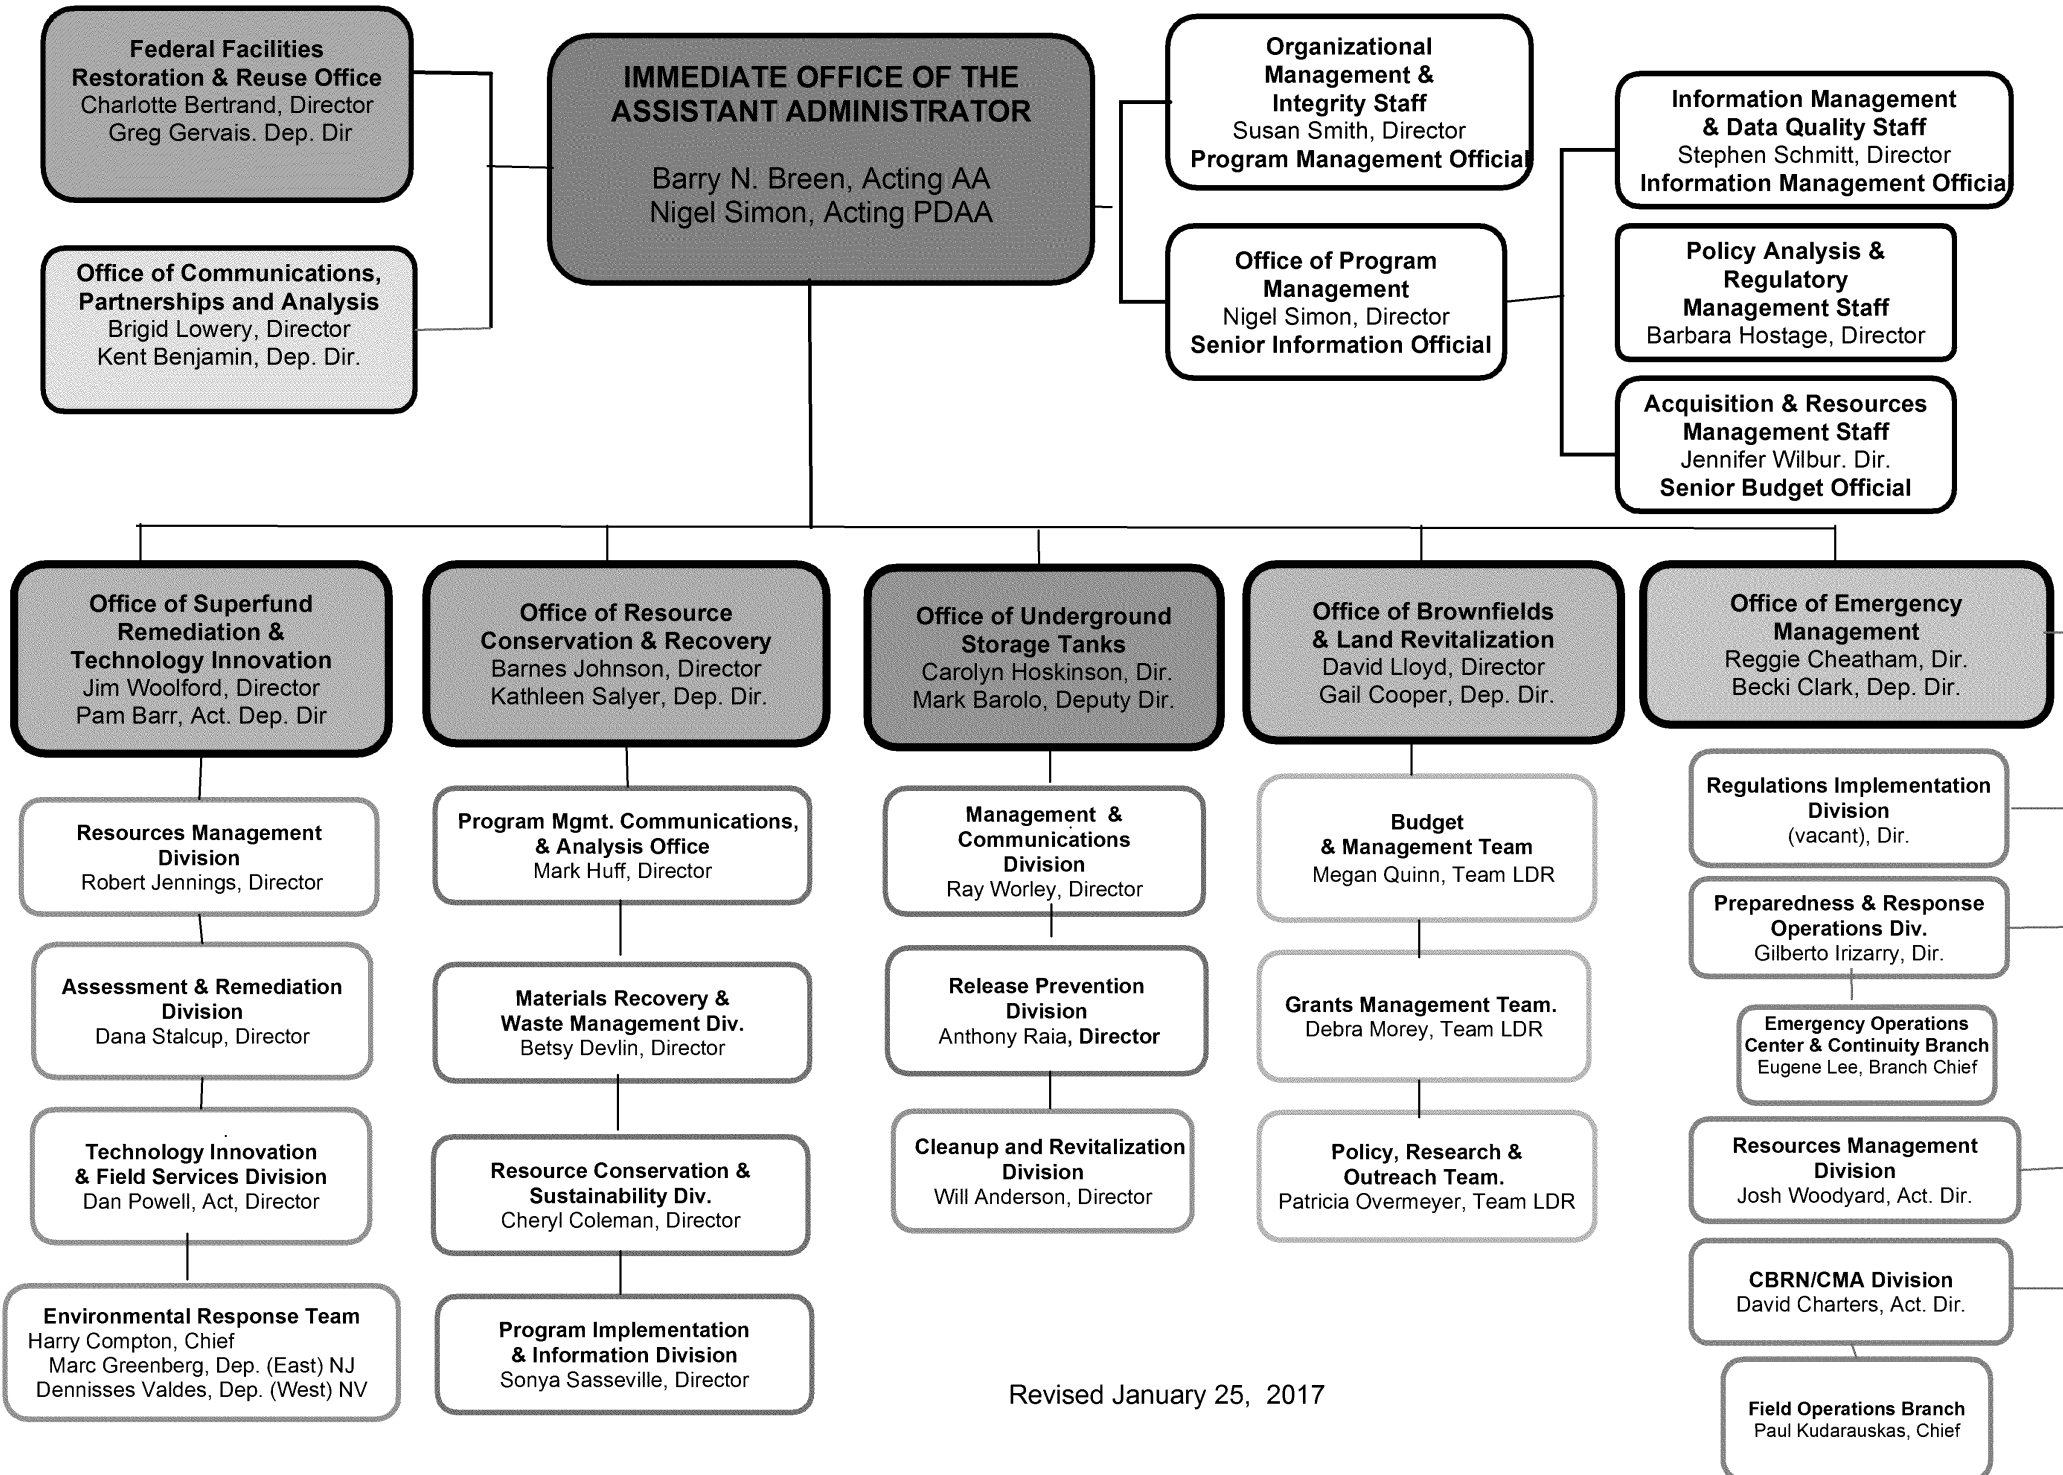 Federal Facilities
Restoration & Reuse Office
Charlotte Bertrand, Director
Greg Gervais. Dep. Dir
Office of Communications,
Partnerships and Analysis
Brigid Lowery, Director
Kent Benjamin, Dep. Dir.
IMMEDIATE OFFICE OF THE
ASSISTANT ADMINISTRATOR
Barry N. Breen, Acting AA
Nigel Simon, Acting PDAA
Organizational
Management &
Integrity Staff
Susan Smith, Director
Program Management Official
Office of Program
Management
Nigel Simon, Director
Senior Information Official
Information Management
& Data Quality Staff
Stephen Schmitt, Director
Information Management Official
Policy Analysis &
Regulatory
Management Staff
Barbara Hostage, Director
Acquisition & Resources
Management Staff
Jennifer Wilbur. Dir.
Senior Budget Official
Office of Superfund
Remediation &
Technology Innovation
Jim Woolford, Director
Pam Barr, Act. Dep. Dir
Resources Management
Division
Robert Jennings, Director
Assessment & Remediation
Division
Dana Stalcup, Director
Technology Innovation
& Field Services Division
Dan Powell, Act, Director
Environmental Response Team
Harry Compton, Chief
Marc Greenberg, Dep. (East) NJ
Dennisses Valdes, Dep. (West) NV
Office of Resource
Conservation & Recovery
Barnes Johnson, Director
Kathleen Salyer, Dep. Dir.
Program Mgmt. Communications,
& Analysis Office
Mark Huff, Director
Materials Recovery &
Waste Management Div.
Betsy Devlin, Director
Resource Conservation &
Sustainability Div.
Cheryl Coleman, Director
Program Implementation
& Information Division
Sonya Sasseville, Director
Office of Underground
Storage Tanks
Carolyn Hoskinson, Dir.
Mark Barolo, Deputy Dir.
Management &
Communications
Division
Ray Worley, Director
Release Prevention
Division
Anthony Raia, Director
Cleanup and Revitalization
Division
Will Anderson, Director
Office of Brownfields
& Land Revitalization
David Lloyd, Director
Gail Cooper, Dep. Dir.
Budget
& Management Team
Megan Quinn, Team LDR
Grants Management Team.
Debra Morey, Team LDR
Policy, Research &
Outreach Team.
Patricia Overmeyer, Team LDR
Office of Emergency
Management
Reggie Cheatham, Dir.
Becki Clark, Dep. Dir.
Regulations Implementation
Division
(vacant), Dir.
Preparedness & Response
Operations Div.
Gilberto Irizarry, Dir.
Emergency Operations
Center & Continuity Branch
Eugene Lee, Branch Chief
Resources Management
Division
Josh Woodyard, Act. Dir.
CBRN/CMA Division
David Charters, Act. Dir.
Field Operations Branch
Paul Kudarauskas, Chief
Revised January 25, 2017